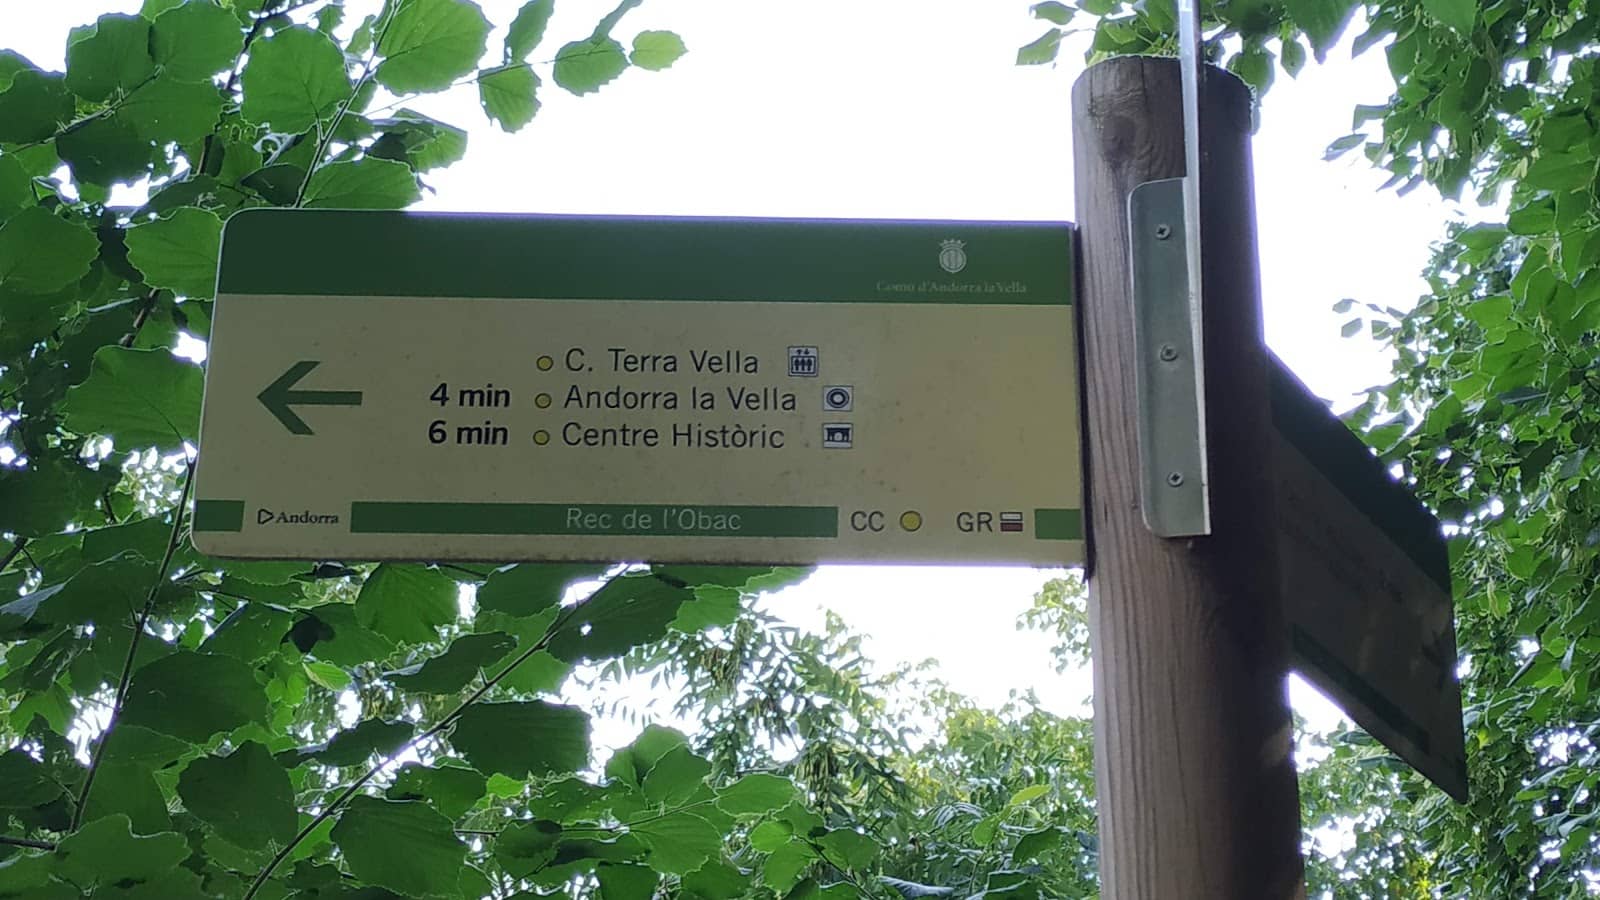 Comú d'Andorra la Vella
C. Terra Vella
4 min Andorra la Vella
6 min Centre Històric
Andorra Rec de l'Obac CC GR